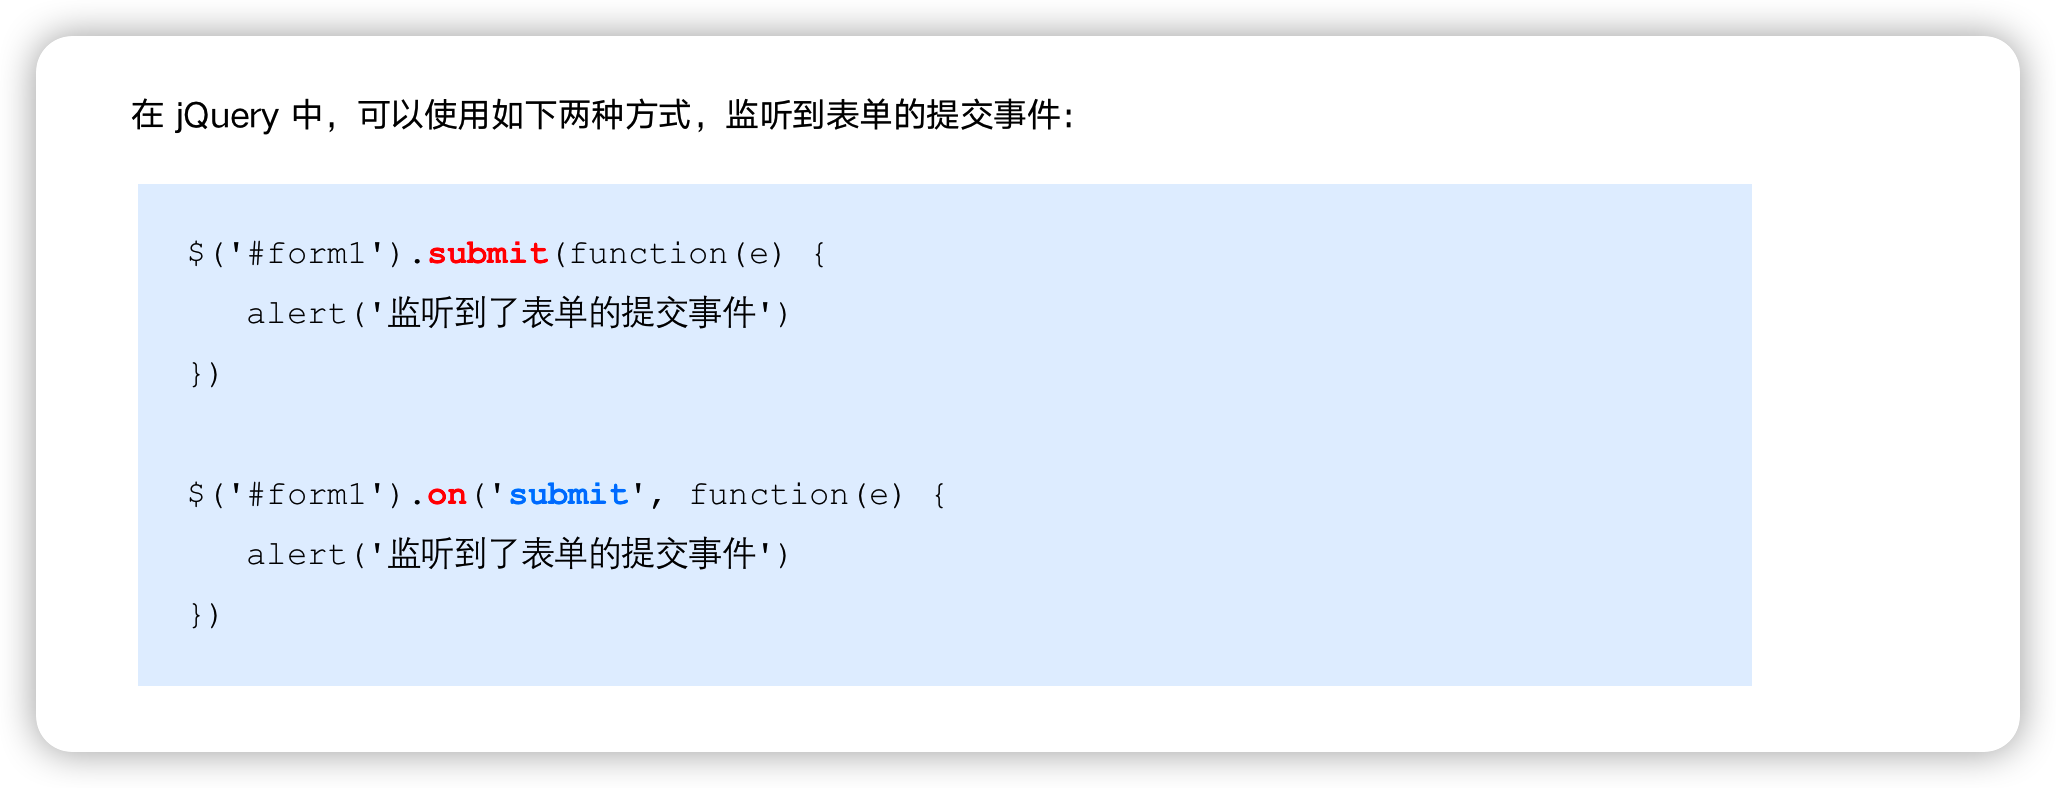 在 jQuery 中，可以使用如下两种方式，监听到表单的提交事件：
$('#form1').submit(function(e) {
   alert('监听到了表单的提交事件')
})
$('#form1').on('submit', function(e) {
   alert('监听到了表单的提交事件')
})